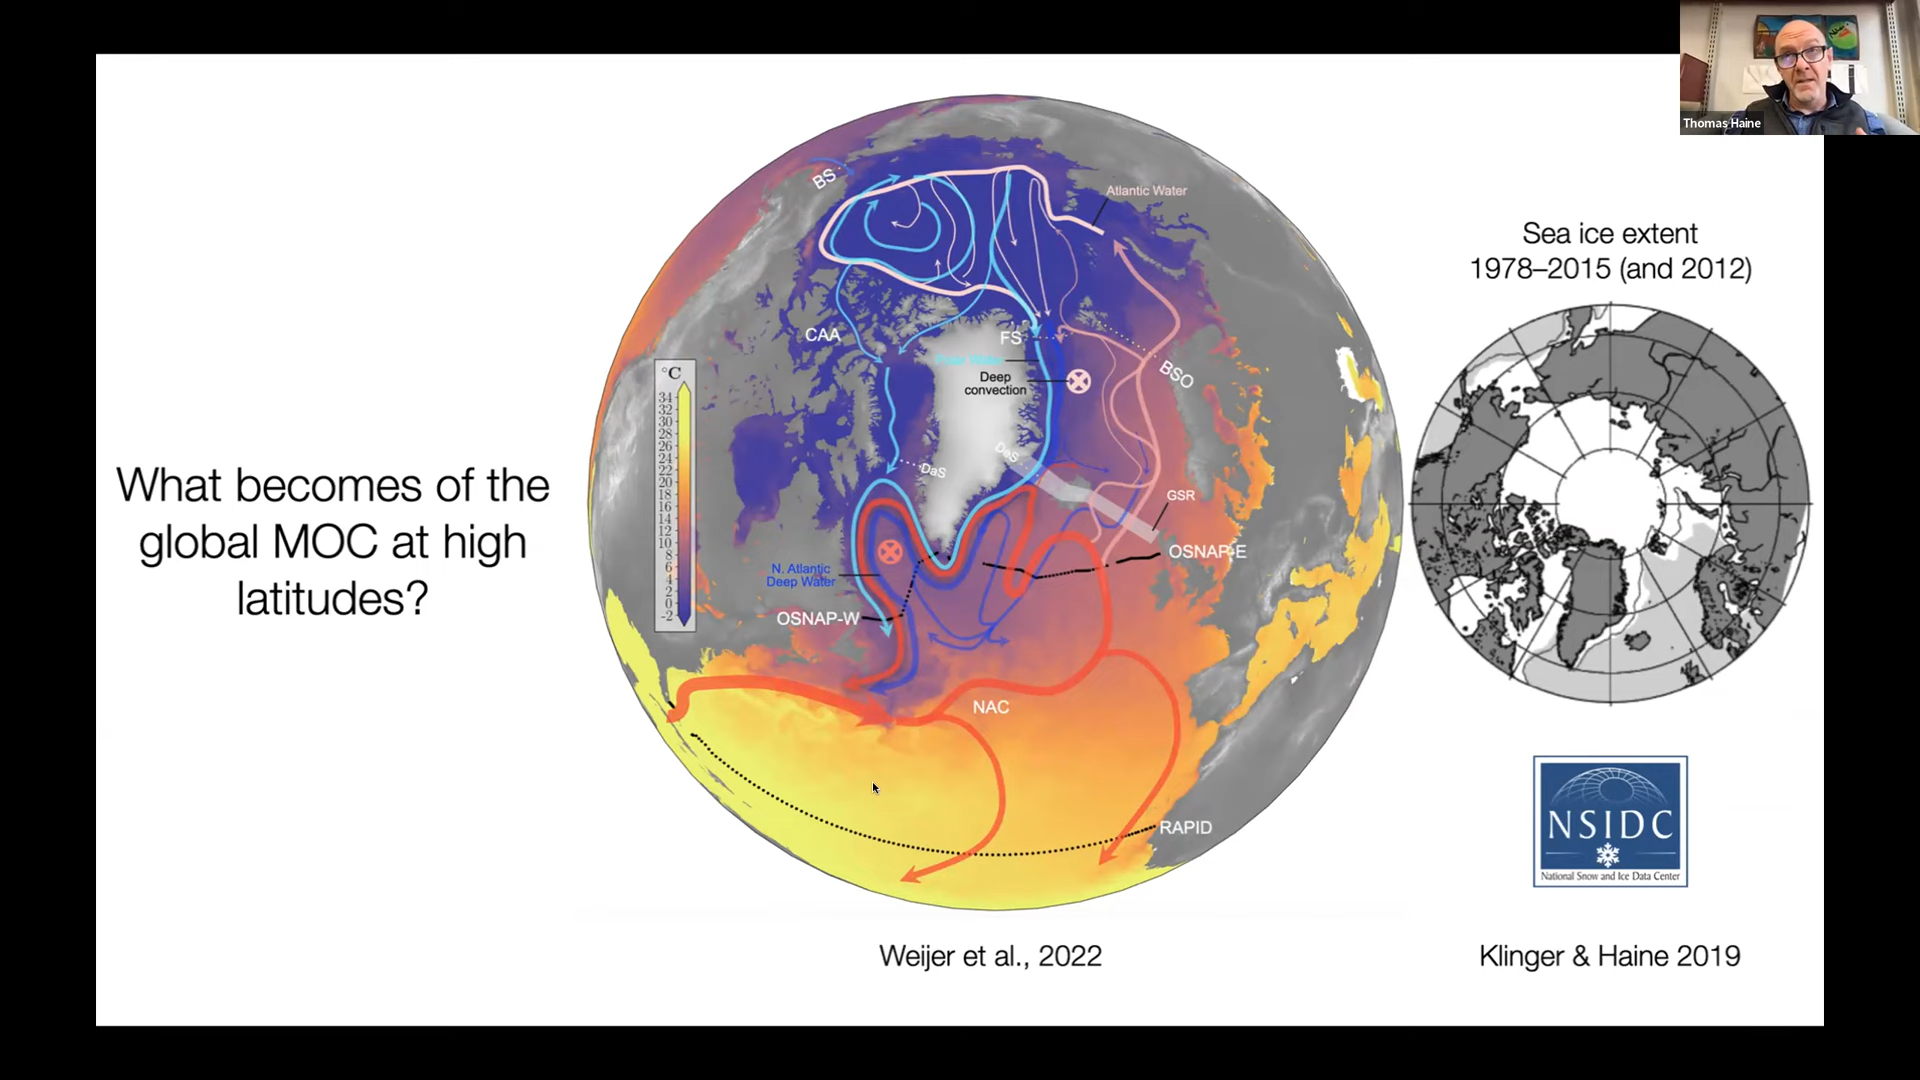 Thomas Haine
What becomes of the
global MOC at high
latitudes?
BS
Atlantic Water
CAA
FS
Polar Water
Deep
convection
BSO
°C
34
32
30
28
26
24
22
20
18
16
14
12
10
8
6
4
2
0
-2
DeS
DaS
GSR
OSNAP-E
N. Atlantic
Deep Water
OSNAP-W
NAC
RAPID
Weijer et al., 2022
Sea ice extent
1978–2015 (and 2012)
NSIDC
National Snow and Ice Data Center
Klinger & Haine 2019